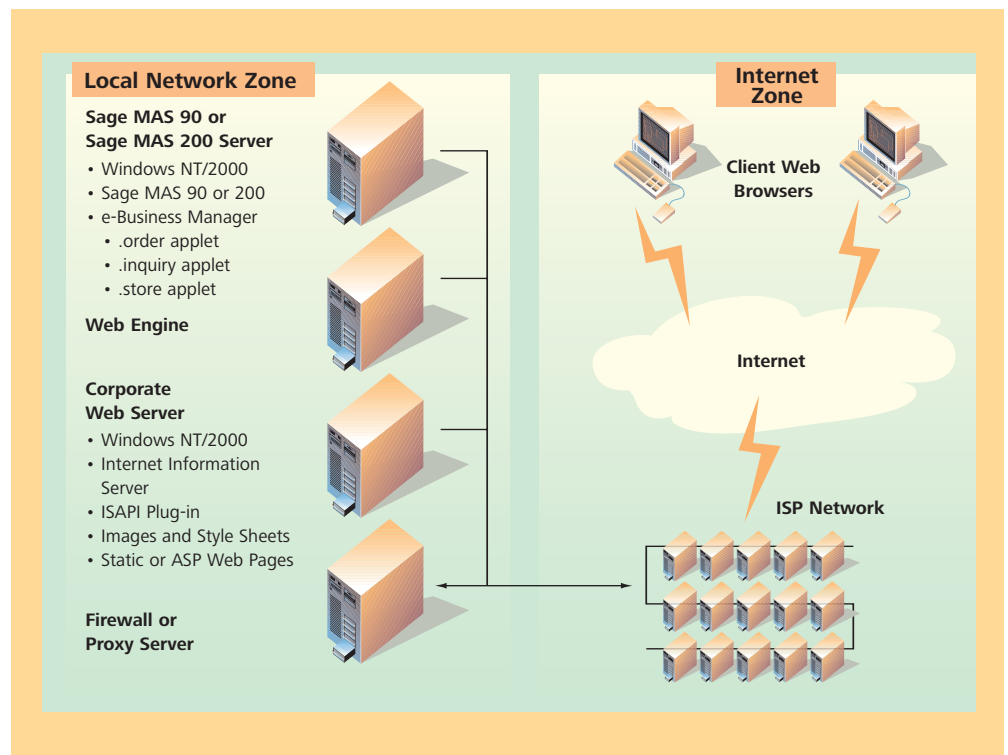 Local Network Zone
Sage MAS 90 or
Sage MAS 200 Server
• Windows NT/2000
• Sage MAS 90 or 200
• e-Business Manager
• .order applet
• .inquiry applet
• .store applet
Web Engine
Corporate
Web Server
• Windows NT/2000
• Internet Information
Server
• ISAPI Plug-in
• Images and Style Sheets
• Static or ASP Web Pages
Firewall or
Proxy Server
Internet
Zone
Client Web
Browsers
Internet
ISP Network